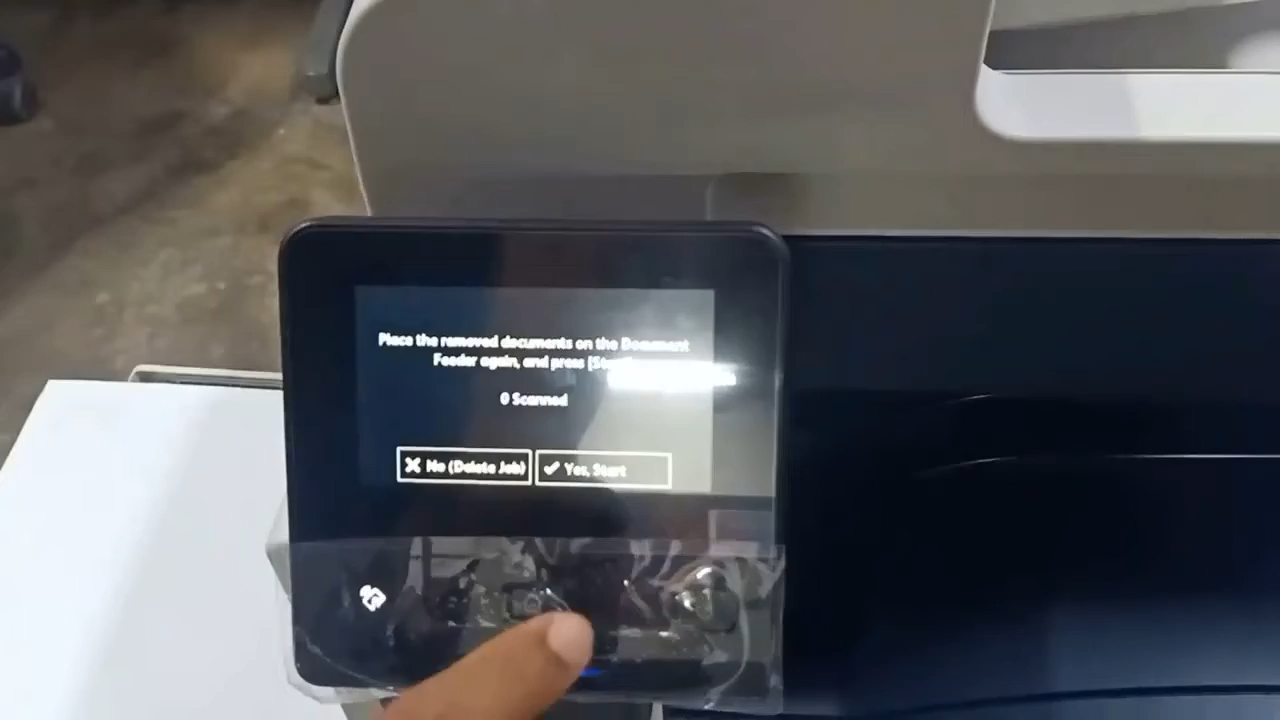 Place the removed documents on the Document
Feeder again, and press
0 Scanned
No (Delete Job)
Yes, Start